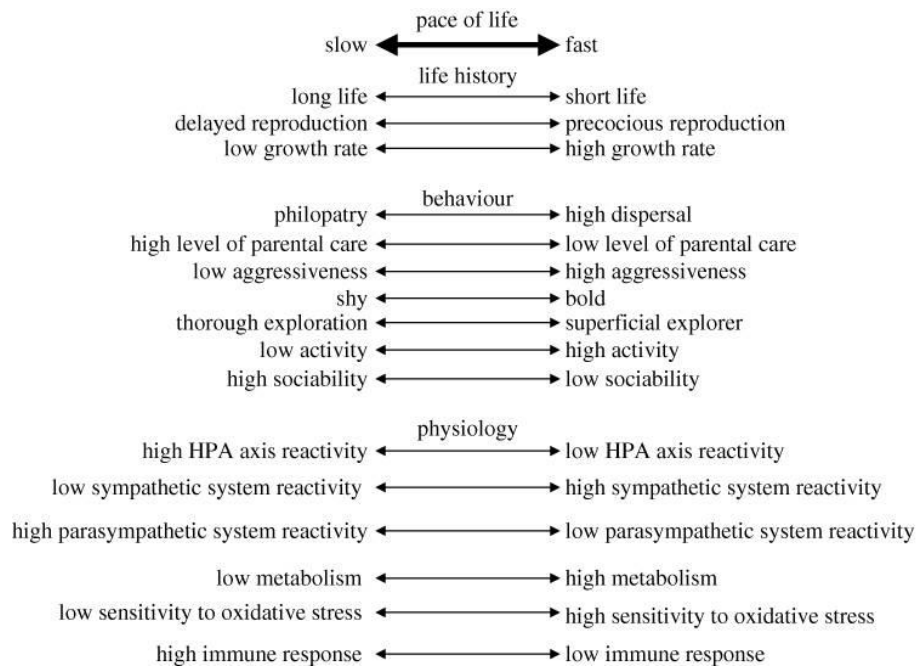 pace of life
slow fast
life history
long life short life
delayed reproduction precocious reproduction
low growth rate high growth rate
behaviour
philopatry high dispersal
high level of parental care low level of parental care
low aggressiveness high aggressiveness
shy bold
thorough exploration superficial explorer
low activity high activity
high sociability low sociability
physiology
high HPA axis reactivity low HPA axis reactivity
low sympathetic system reactivity high sympathetic system reactivity
high parasympathetic system reactivity low parasympathetic system reactivity
low metabolism high metabolism
low sensitivity to oxidative stress high sensitivity to oxidative stress
high immune response low immune response